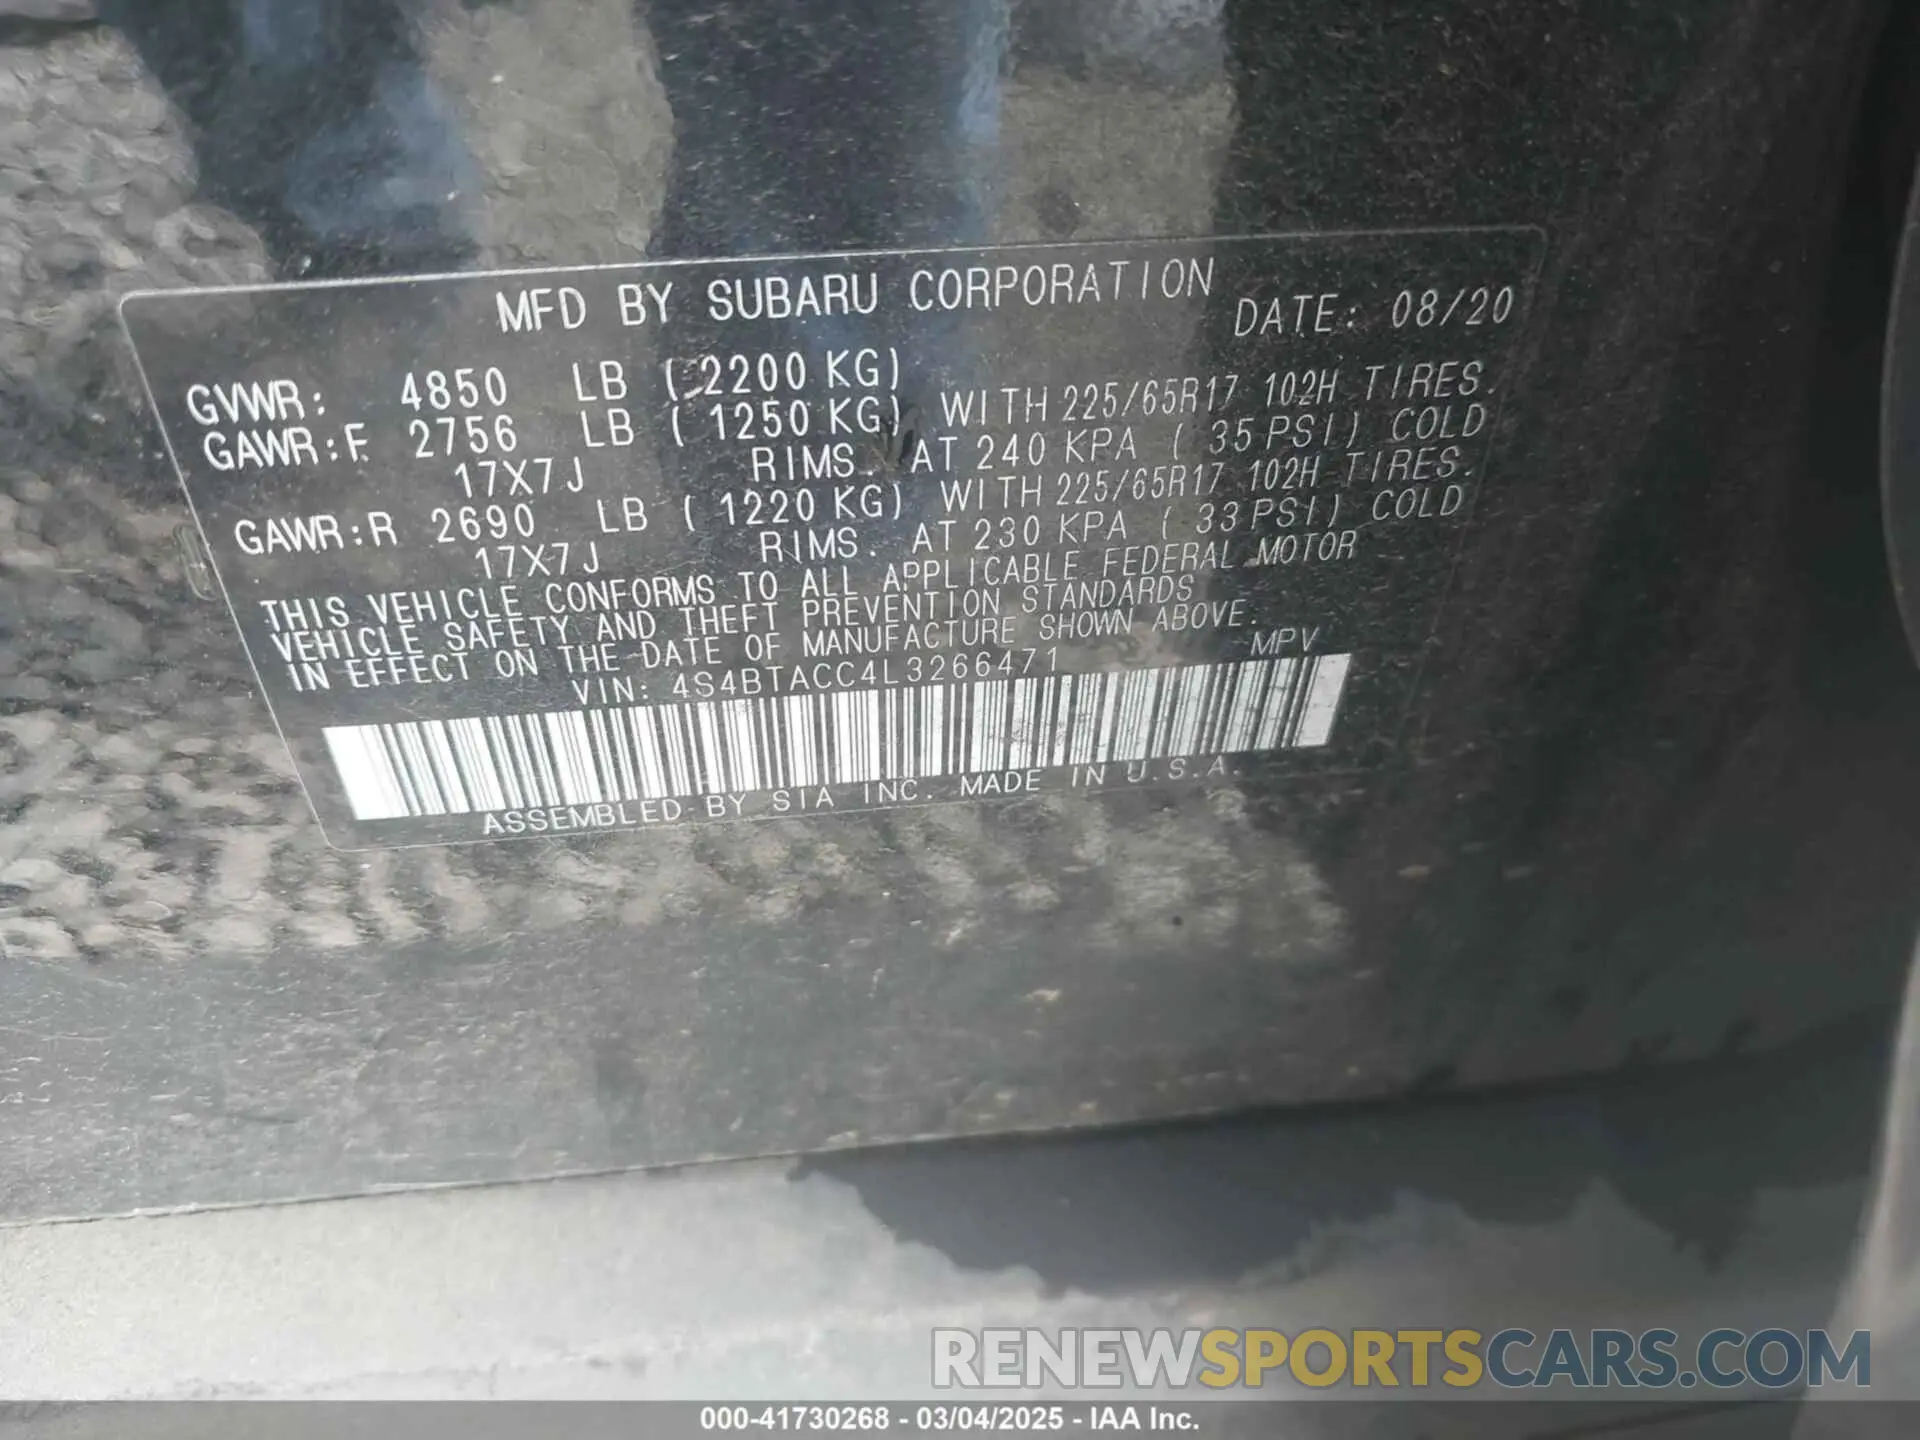 MFD BY SUBARU CORPORATION DATE: 08/20
GVWR: 4850 LB (2200 KG)
GAWR:F 2756 LB (1250 KG) WITH 225/65R17 102H TIRES.
17X7J RIMS. AT 240 KPA (35 PSI) COLD
GAWR:R 2690 LB (1220 KG) WITH 225/65R17 102H TIRES.
17X7J RIMS. AT 230 KPA (33 PSI) COLD
THIS VEHICLE CONFORMS TO ALL APPLICABLE FEDERAL MOTOR
VEHICLE SAFETY AND THEFT PREVENTION STANDARDS
IN EFFECT ON THE DATE OF MANUFACTURE SHOWN ABOVE.
VIN: 4S4BTACC4L3266471 MPV
ASSEMBLED BY SIA INC. MADE IN U.S.A.
RENEWSPORTSCARS.COM
000-41730268 - 03/04/2025 - IAA Inc.